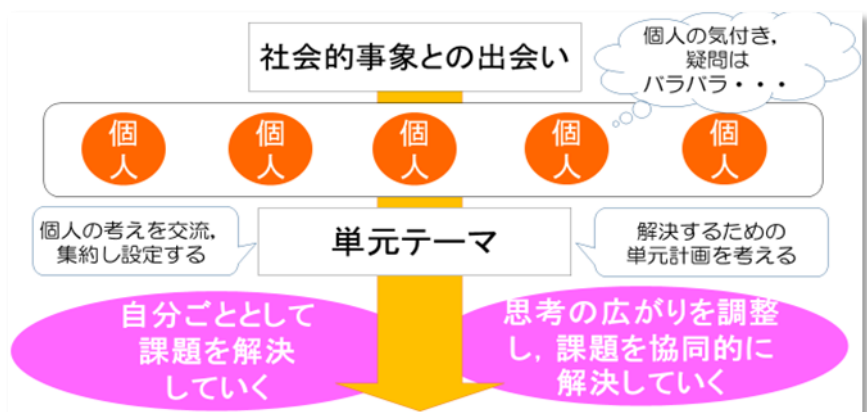 社会的事象との出会い
個人の気付き,
疑問は
バラバラ・・・
個
人
個
人
個
人
個
人
個
人
個人の考えを交流,
集約し設定する
単元テーマ
解決するための
単元計画を考える
自分ごととして
課題を解決
していく
思考の広がりを調整
し,課題を協同的に
解決していく